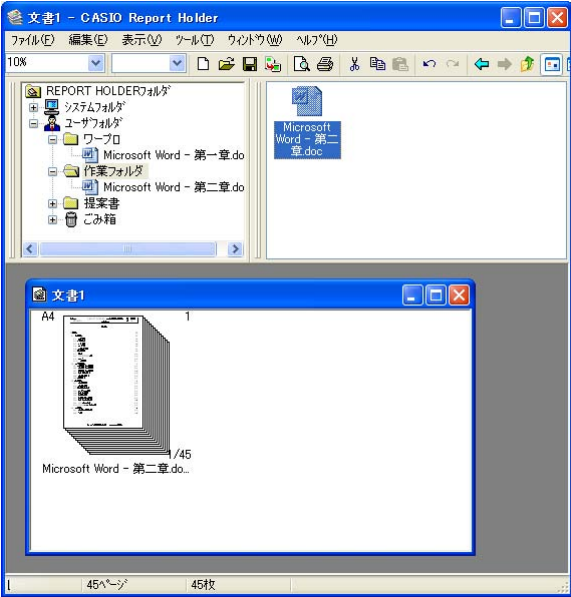 文書1 - CASIO Report Holder
ファイル(F) 編集(E) 表示(V) ツール(T) ウィンドウ(W) ヘルプ(H)
10%
REPORT HOLDERフォルダ
システムフォルダ
ユーザフォルダ
ワープロ
Microsoft Word - 第一章.do
作業フォルダ
Microsoft Word - 第二章.do
提案書
ごみ箱
Microsoft
Word - 第二
章.doc
文書1
A4 1
1/45
Microsoft Word - 第二章.do...
45ページ 45枚